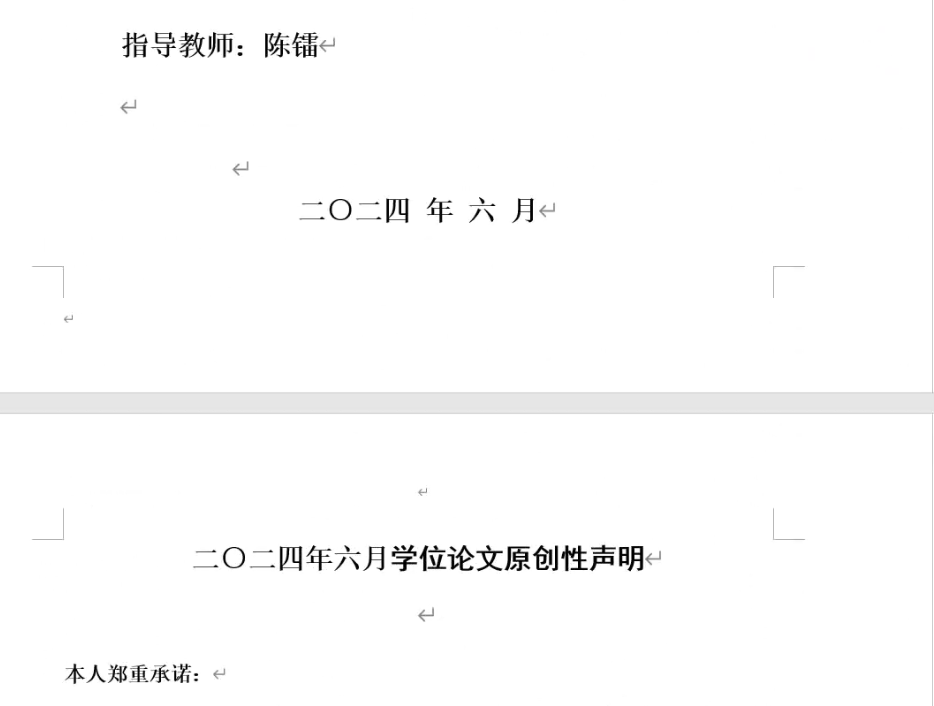 指导教师：陈镭
二〇二四 年 六 月
二〇二四年六月学位论文原创性声明
本人郑重承诺：